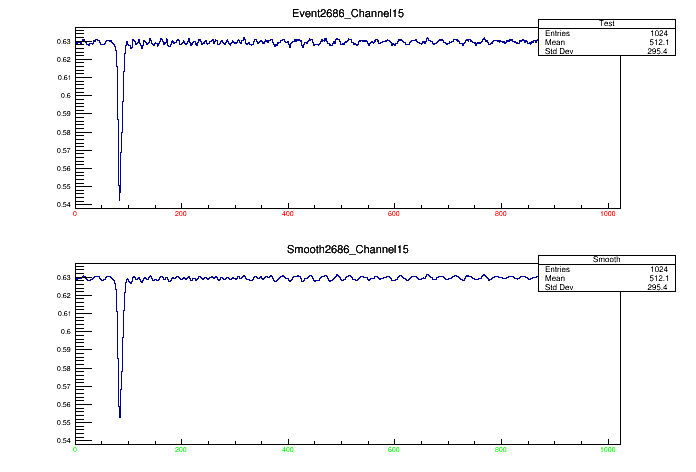 Event2686_Channel15
Test
Entries 1024
Mean 512.1
Std Dev 295.4
0.63
0.62
0.61
0.6
0.59
0.58
0.57
0.56
0.55
0.54
0 200 400 600 800 1000
Smooth2686_Channel15
Smooth
Entries 1024
Mean 512.1
Std Dev 295.4
0.63
0.62
0.61
0.6
0.59
0.58
0.57
0.56
0.55
0.54
0 200 400 600 800 1000